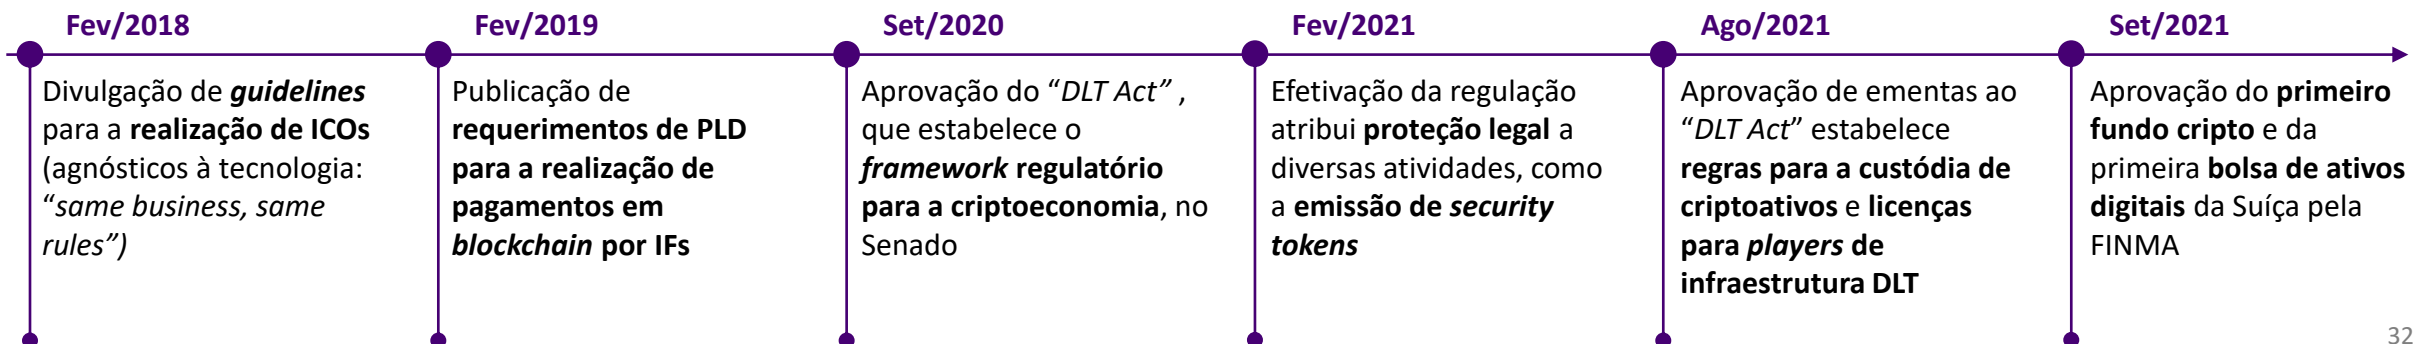 Fev/2018
Divulgação de guidelines
para a realização de ICOs
(agnósticos à tecnologia:
“same business, same
rules”)
Fev/2019
Publicação de
requerimentos de PLD
para a realização de
pagamentos em
blockchain por IFs
Set/2020
Aprovação do “DLT Act” ,
que estabelece o
framework regulatório
para a criptoeconomia, no
Senado
Fev/2021
Efetivação da regulação
atribui proteção legal a
diversas atividades, como
a emissão de security
tokens
Ago/2021
Aprovação de ementas ao
“DLT Act” estabelece
regras para a custódia de
criptoativos e licenças
para players de
infraestrutura DLT
Set/2021
Aprovação do primeiro
fundo cripto e da
primeira bolsa de ativos
digitais da Suíça pela
FINMA
32